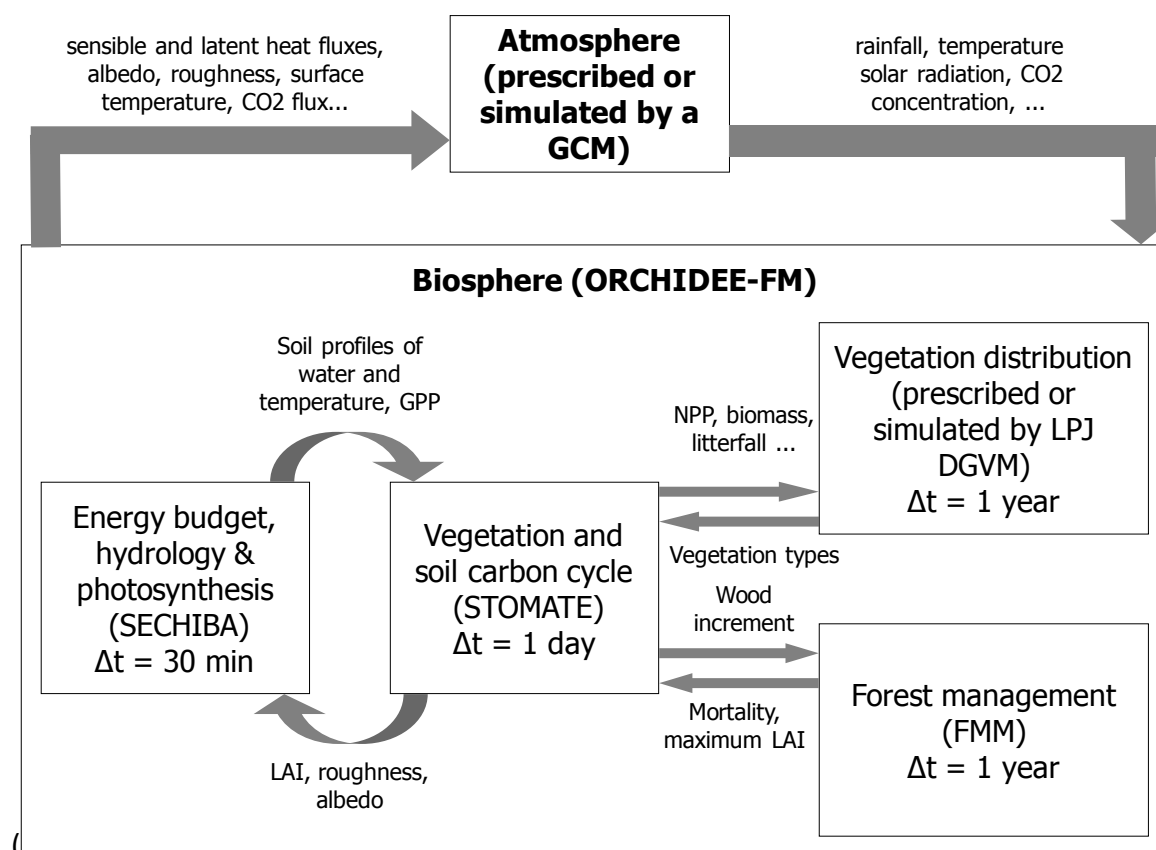 sensible and latent heat fluxes,
albedo, roughness, surface
temperature, CO2 flux...
Atmosphere
(prescribed or
simulated by a
GCM)
rainfall, temperature
solar radiation, CO2
concentration, ...
Biosphere (ORCHIDEE-FM)
Soil profiles of
water and
temperature, GPP
Energy budget,
hydrology &
photosynthesis
(SECHIBA)
Δt = 30 min
Vegetation and
soil carbon cycle
(STOMATE)
Δt = 1 day
LAI, roughness,
albedo
NPP, biomass,
litterfall ...
Vegetation types
Vegetation distribution
(prescribed or
simulated by LPJ
DGVM)
Δt = 1 year
Wood
increment
Mortality,
maximum LAI
Forest management
(FMM)
Δt = 1 year
(